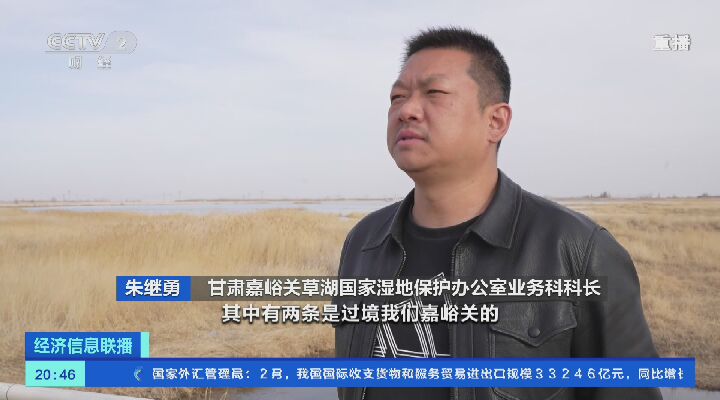 CCTV 2
财经
重播
朱继勇 甘肃嘉峪关草湖国家湿地保护办公室业务科科长
其中有两条是过境我们嘉峪关的
经济信息联播
20:46 国家外汇管理局：2月，我国国际收支货物和服务贸易进出口规模33246亿元，同比增长